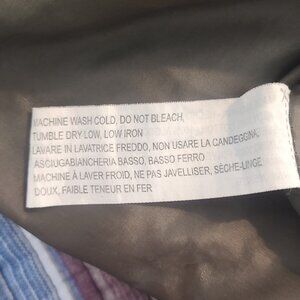 MACHINE WASH COLD, DO NOT BLEACH,
TUMBLE DRY LOW, LOW IRON
LAVARE IN LAVATRICE FREDDO, NON USARE LA CANDEGGINA,
ASCIUGABIANCHERIA BASSO, BASSO FERRO
MACHINE À LAVER FROID, NE PAS JAVELLISER, SÈCHE-LINGE
DOUX, FAIBLE TENEUR EN FER